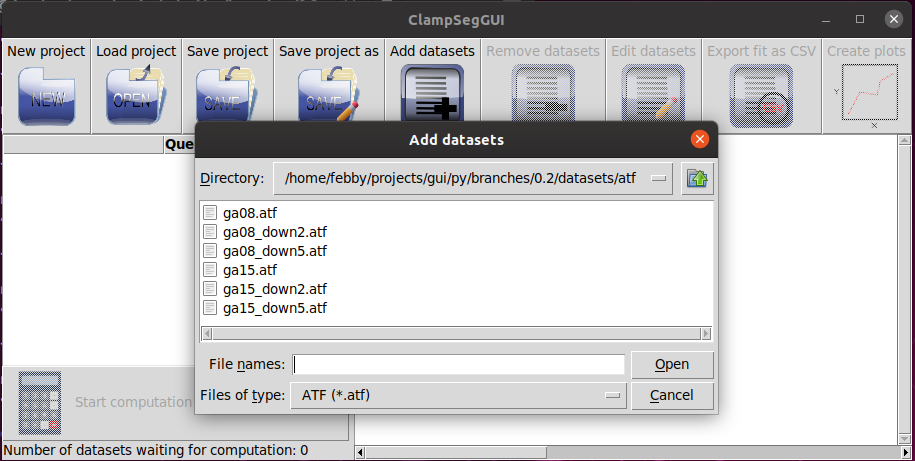 ClampSegGUI
New project Load project Save project Save project as Add datasets Remove datasets Edit datasets Export fit as CSV Create plots
NEW OPEN SAVE SAVE Y X
Add datasets
Que
Directory: /home/febby/projects/gui/py/branches/0.2/datasets/atf
ga08.atf
ga08_down2.atf
ga08_down5.atf
ga15.atf
ga15_down2.atf
ga15_down5.atf
File names: Open
Files of type: ATF (*.atf) Cancel
Start computation
Number of datasets waiting for computation: 0